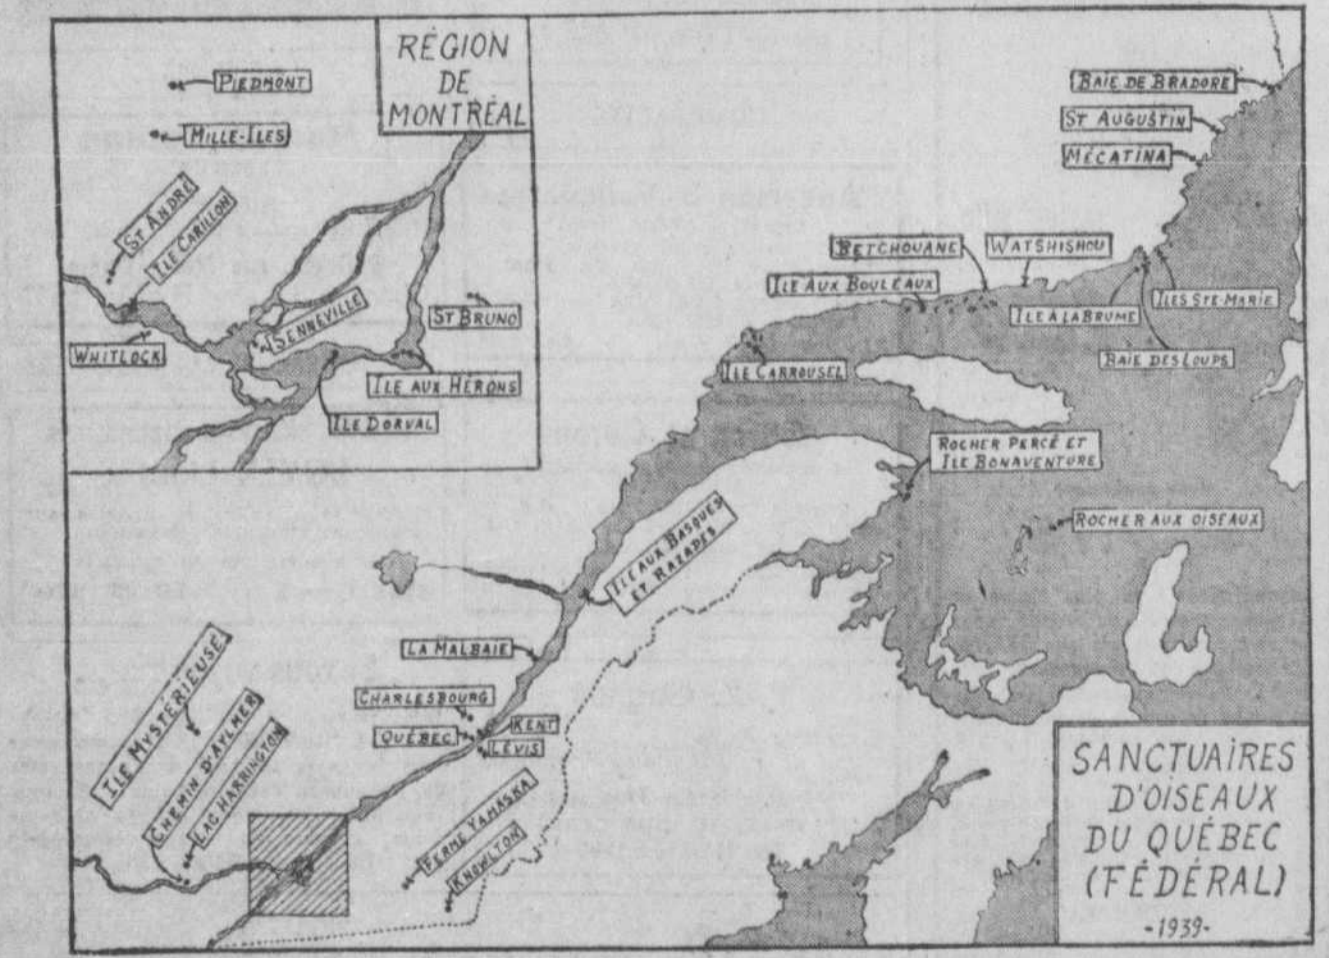 RÉGION
DE
MONTRÉAL
PIEDMONT
MILLE-ILES
ST ANDRÉ
ILE CARILLON
SENNEVILLE
ST BRUNO
WHITLOCK
ILE AUX HÉRONS
ILE DORVAL
BAIE DE BRADORE
ST AUGUSTIN
MÉCATINA
BETCHOUANE
WATSHISHOU
ILE AUX BOULEAUX
ILES STE-MARIE
ILE À LA BRUME
BAIE DES LOUPS
ILE CARROUSEL
ROCHER PERCÉ ET
ILE BONAVENTURE
ROCHER AUX OISEAUX
ILE AUX BASQUES
ET RAZADES
LA MALBAIE
CHARLESBOURG
QUÉBEC
KENT
LÉVIS
ILE MYSTÉRIEUSE
CHEMIN D'AYLMER
LAC HARRINGTON
FERME YAMASKA
KNOWLTON
SANCTUAIRES
D'OISEAUX
DU QUÉBEC
(FÉDÉRAL)
-1939-